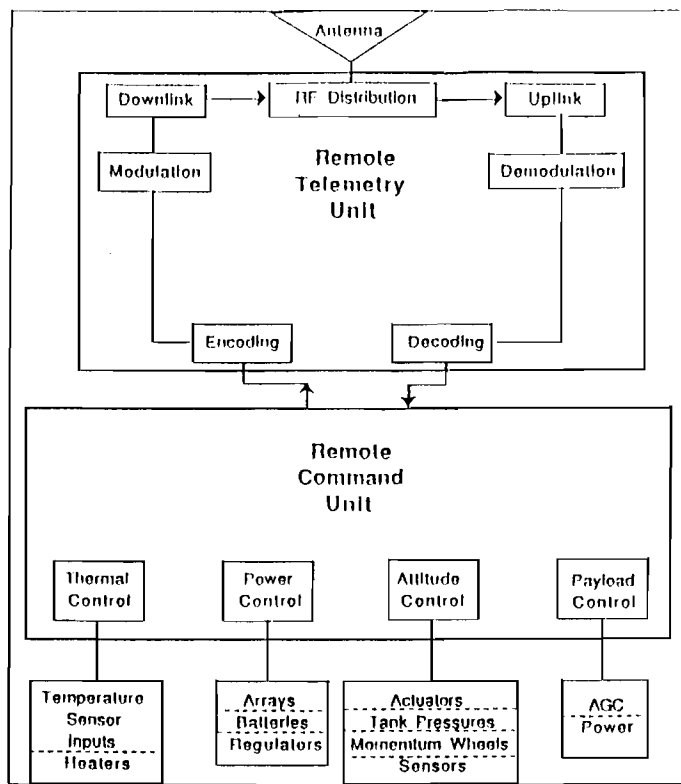 Antenna
Downlink
RF Distribution
Uplink
Modulation
Remote
Telemetry
Unit
Demodulation
Encoding
Decoding
Remote
Command
Unit
Thermal
Control
Power
Control
Attitude
Control
Payload
Control
Temperature
Sensor
Inputs
Heaters
Arrays
Batteries
Regulators
Actuators
Tank Pressures
Momentum Wheels
Sensors
AGC
Power